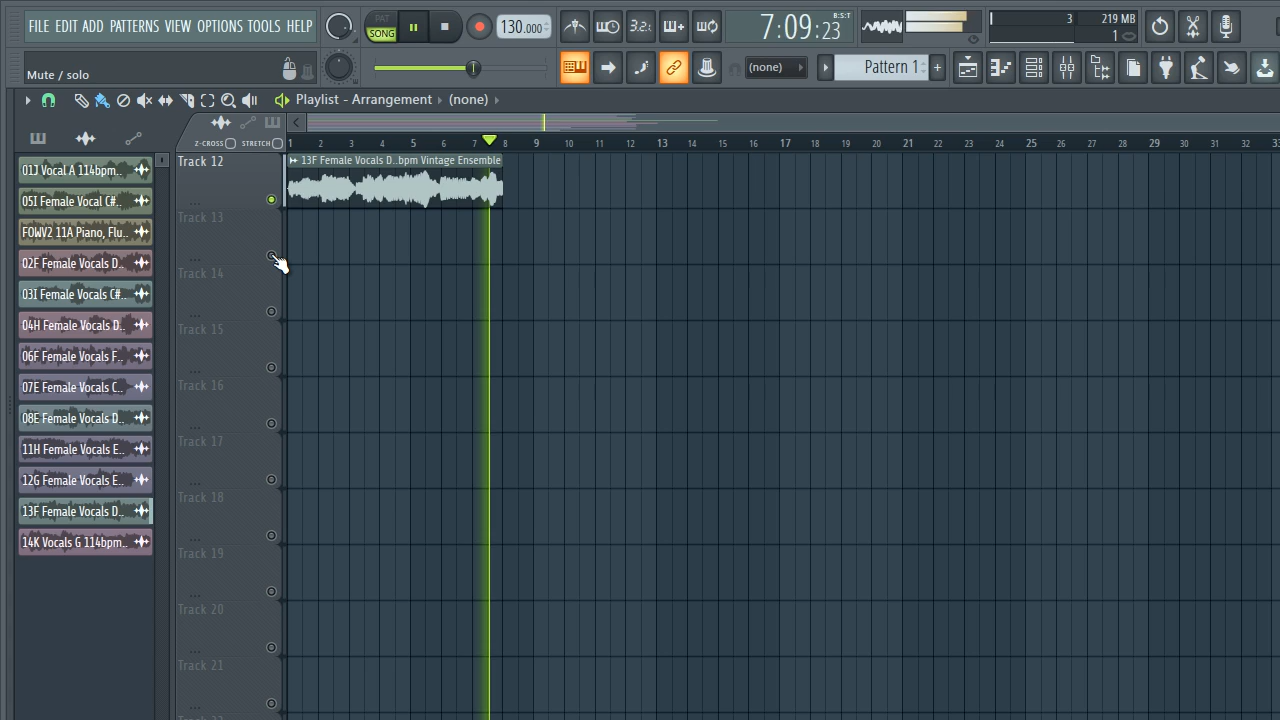 FILE EDIT ADD PATTERNS VIEW OPTIONS TOOLS HELP
PAT
SONG
130.000
3.2.
7:09:23
B:S:T
3
219 MB
1
Mute / solo
(none)
Pattern 1
+
Playlist - Arrangement
(none)
Z-CROSS
STRETCH
1 2 3 4 5 6 7 8 9 10 11 12 13 14 15 16 17 18 19 20 21 22 23 24 25 26 27 28 29 30 31 32 33
01J Vocal A 114bpm..
05I Female Vocal C#..
FOWV2 11A Piano, Flu..
02F Female Vocals D..
03I Female Vocals C#..
04H Female Vocals D..
06F Female Vocals F..
07E Female Vocals C..
08E Female Vocals D..
11H Female Vocals E..
12G Female Vocals E..
13F Female Vocals D..
14K Vocals G 114bpm..
Track 12
13F Female Vocals D..bpm Vintage Ensemble
...
Track 13
...
Track 14
...
Track 15
...
Track 16
...
Track 17
...
Track 18
...
Track 19
...
Track 20
...
Track 21
...